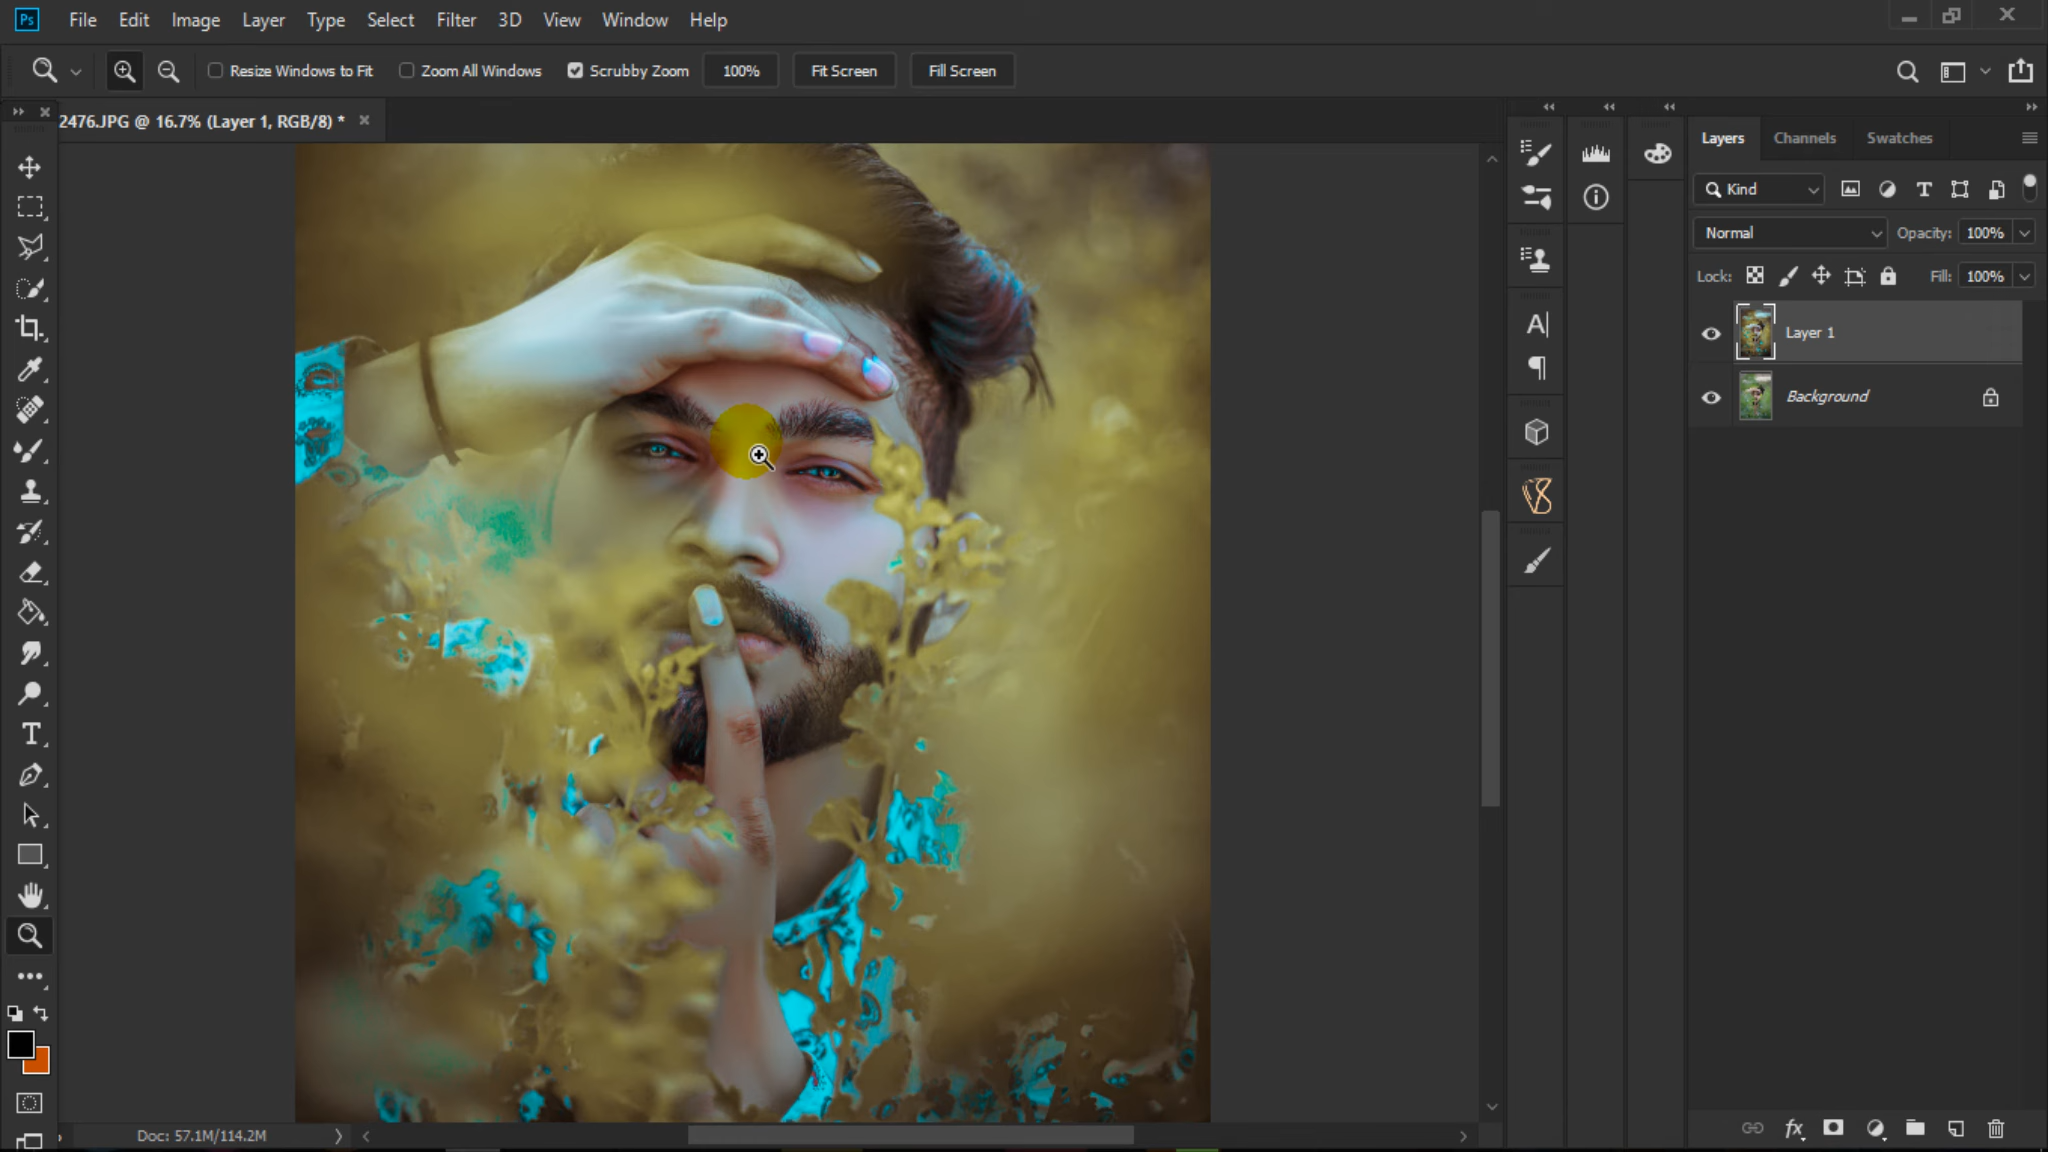 Ps File Edit Image Layer Type Select Filter 3D View Window Help
Resize Windows to Fit Zoom All Windows Scrubby Zoom 100% Fit Screen Fill Screen
2476.JPG @ 16.7% (Layer 1, RGB/8) *
Layers Channels Swatches
Kind
Normal Opacity: 100%
Lock: Fill: 100%
Layer 1
Background
Doc: 57.1M/114.2M